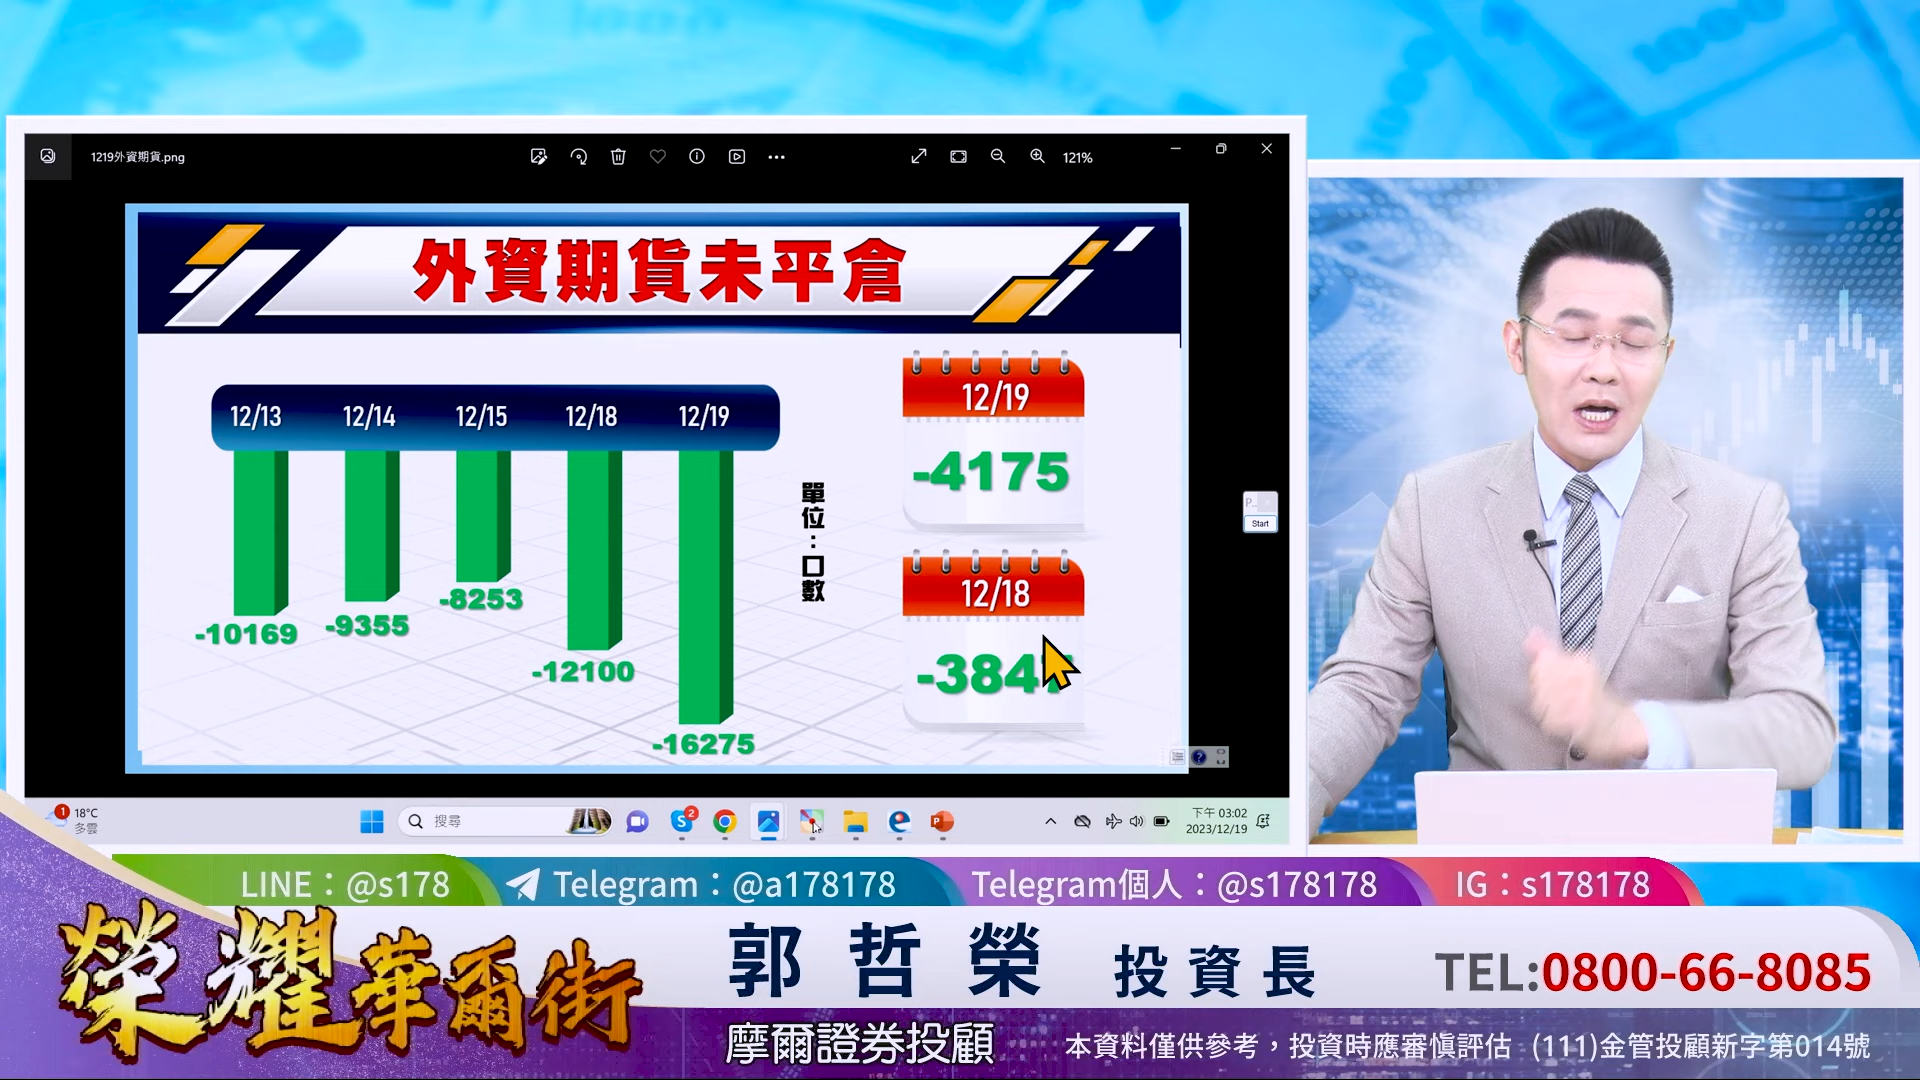 1219外資期貨.png
121%
外資期貨未平倉
12/13
12/14
12/15
12/18
12/19
-10169
-9355
-8253
-12100
-16275
單位：口數
12/19
-4175
12/18
-384
P..
Start
1
18°C
多雲
搜尋
2
下午 03:02
2023/12/19
LINE：@s178
Telegram：@a178178
Telegram個人：@s178178
IG：s178178
榮耀華爾街
郭哲榮 投資長
TEL:0800-66-8085
摩爾證券投顧
本資料僅供參考，投資時應審慎評估 (111)金管投顧新字第014號